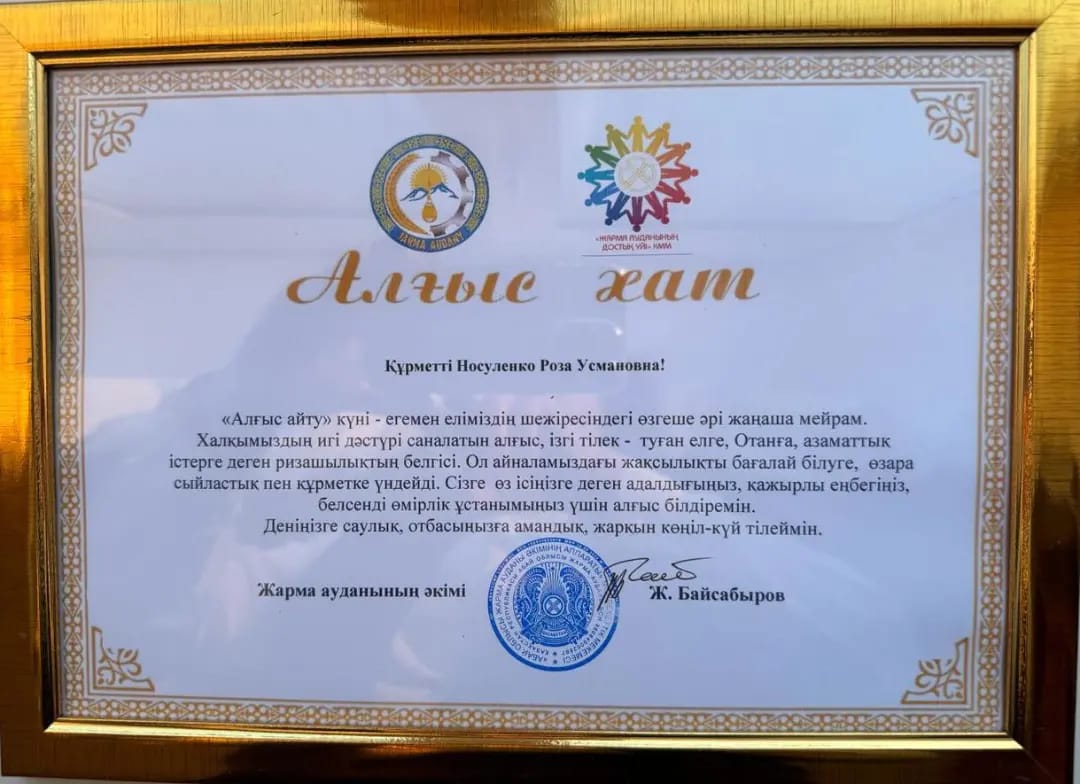 JARMA AUDANY
«ЖАРМА АУДАНЫНЫҢ
ДОСТЫҚ ҮЙІ» КММ
Алғыс хат
Құрметті Носуленко Роза Усмановна!
«Алғыс айту» күні - егемен еліміздің шежіресіндегі өзгеше әрі жаңаша мейрам.
Халқымыздың игі дәстүрі саналатын алғыс, ізгі тілек - туған елге, Отанға, азаматтық
істерге деген ризашылықтың белгісі. Ол айналамыздағы жақсылықты бағалай білуге, өзара
сыйластық пен құрметке үндейді. Сізге өз ісіңізге деген адалдығыңыз, қажырлы еңбегіңіз,
белсенді өмірлік ұстанымыңыз үшін алғыс білдіремін.
Деніңізге саулық, отбасыңызға амандық, жарқын көңіл-күй тілеймін.
Жарма ауданының әкімі
Ж. Байсабыров